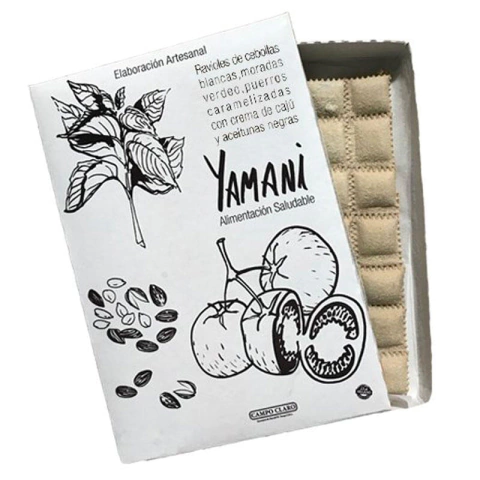 Elaboración Artesanal
Ravioles de cebollas
blancas, moradas
verdeo, puerros
caramelizadas
con crema de cajú
y aceitunas negras
YAMANi
Alimentación Saludable
CAMPO CLARO